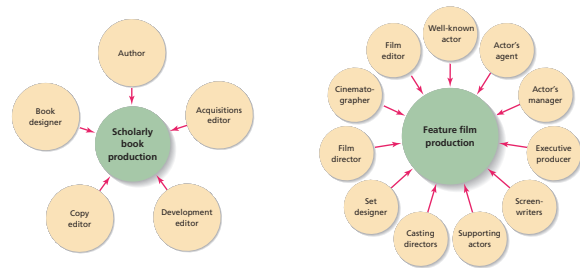 Author
Acquisitions
editor
Development
editor
Copy
editor
Book
designer
Scholarly
book
production
Well-known
actor
Actor's
agent
Actor's
manager
Executive
producer
Screen-
writers
Supporting
actors
Casting
directors
Set
designer
Film
director
Cinemato-
grapher
Film
editor
Feature film
production